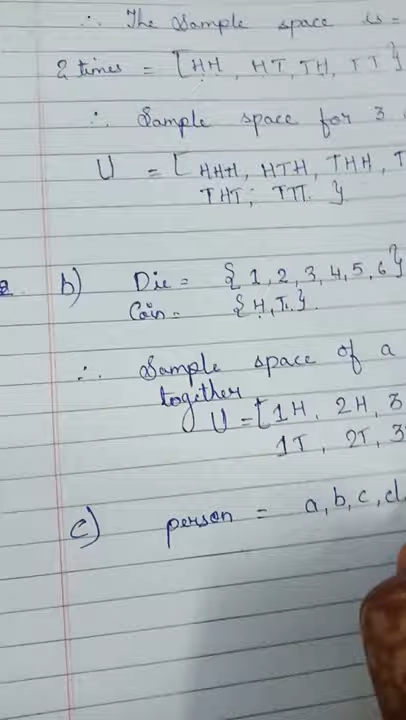 ∴ The Sample space is =
2 times = [HH, HT, TH, TT}
∴ Sample space for 3
U = [HHH, HTH, THH, T
THT; TTT. }
b) Die = { 1, 2, 3, 4, 5, 6}
Coin = {H, T.}.
∴ Sample space of a
together
U = [1H, 2H, 3
1T, 2T, 3
c) person = a, b, c, d